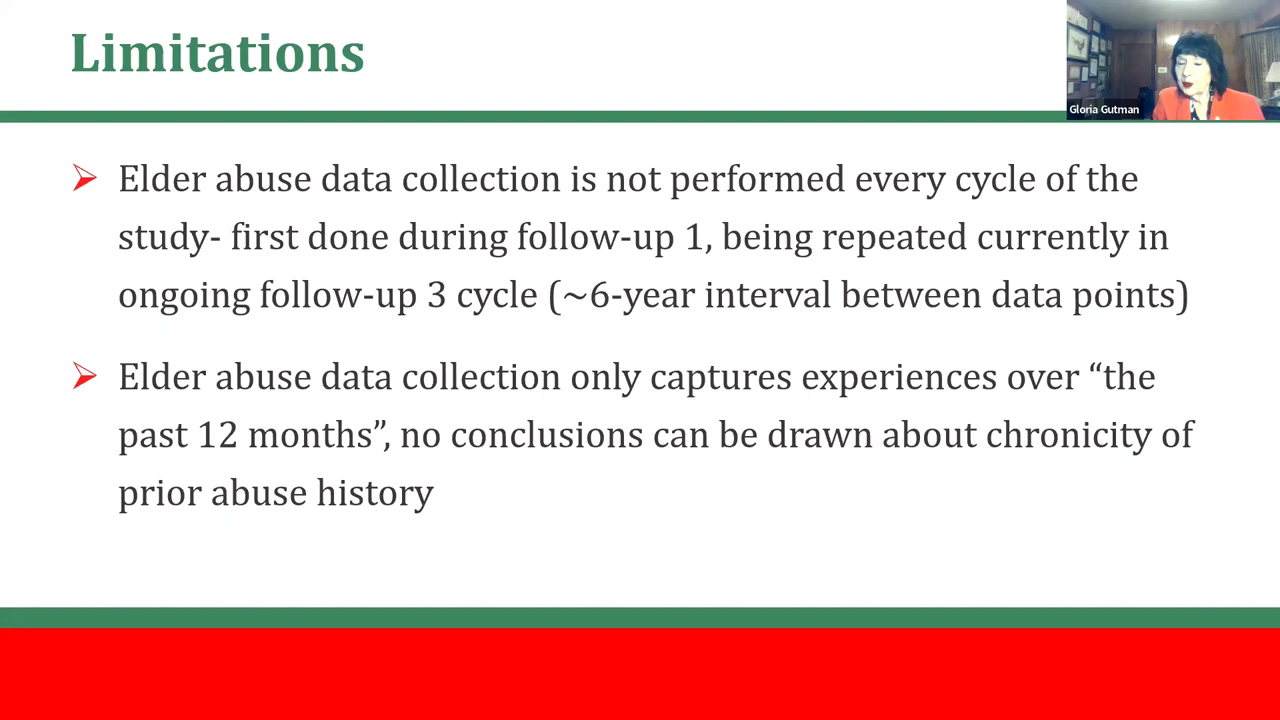 Limitations
Gloria Gutman
Elder abuse data collection is not performed every cycle of the
study- first done during follow-up 1, being repeated currently in
ongoing follow-up 3 cycle (~6-year interval between data points)
Elder abuse data collection only captures experiences over “the
past 12 months”, no conclusions can be drawn about chronicity of
prior abuse history